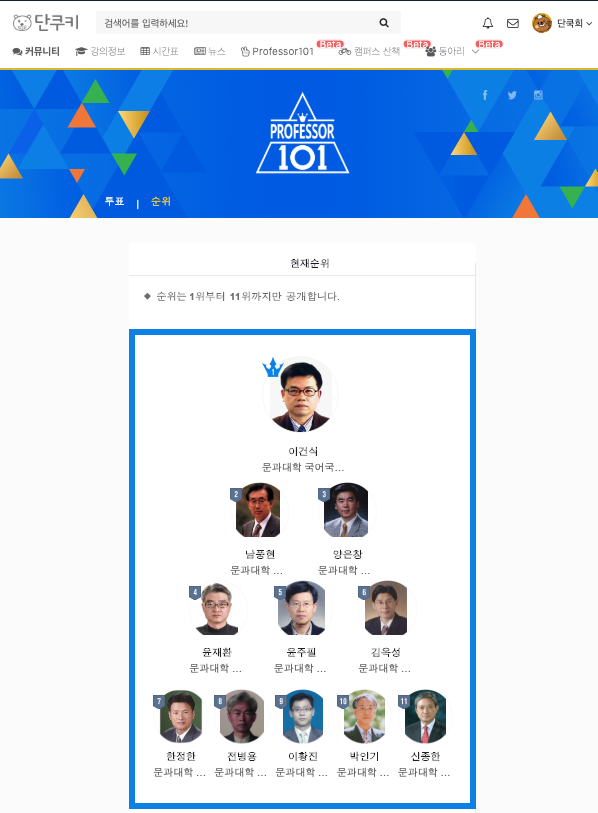 단쿠키
검색어를 입력하세요!
단쿡회
커뮤니티
강의정보
시간표
뉴스
Professor101
Beta
캠퍼스 산책
Beta
동아리
Beta
PROFESSOR
101
투표 | 순위
현재순위
◆ 순위는 1위부터 11위까지만 공개합니다.
1
이건식
문과대학 국어국...
2 3
남풍현 양은창
문과대학 ... 문과대학 ...
4 5 6
윤재환 윤주필 김옥성
문과대학 ... 문과대학 ... 문과대학 ...
7 8 9 10 11
한정한 전병용 이황진 박인기 신종한
문과대학 ... 문과대학 ... 문과대학 ... 문과대학 ... 문과대학 ...